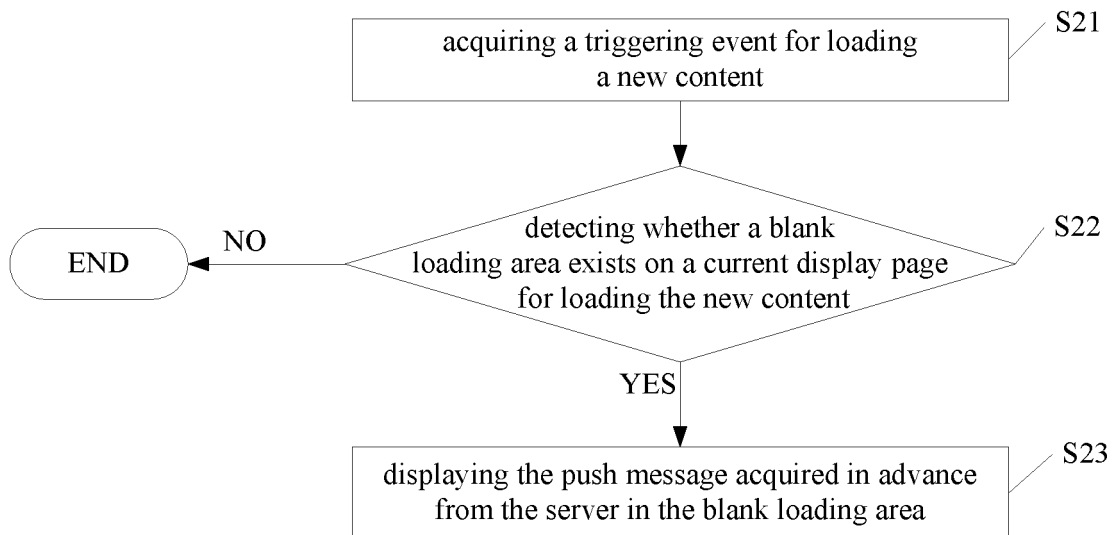 acquiring a triggering event for loading
a new content
S21
detecting whether a blank
loading area exists on a current display page
for loading the new content
S22
NO
END
YES
displaying the push message acquired in advance
from the server in the blank loading area
S23